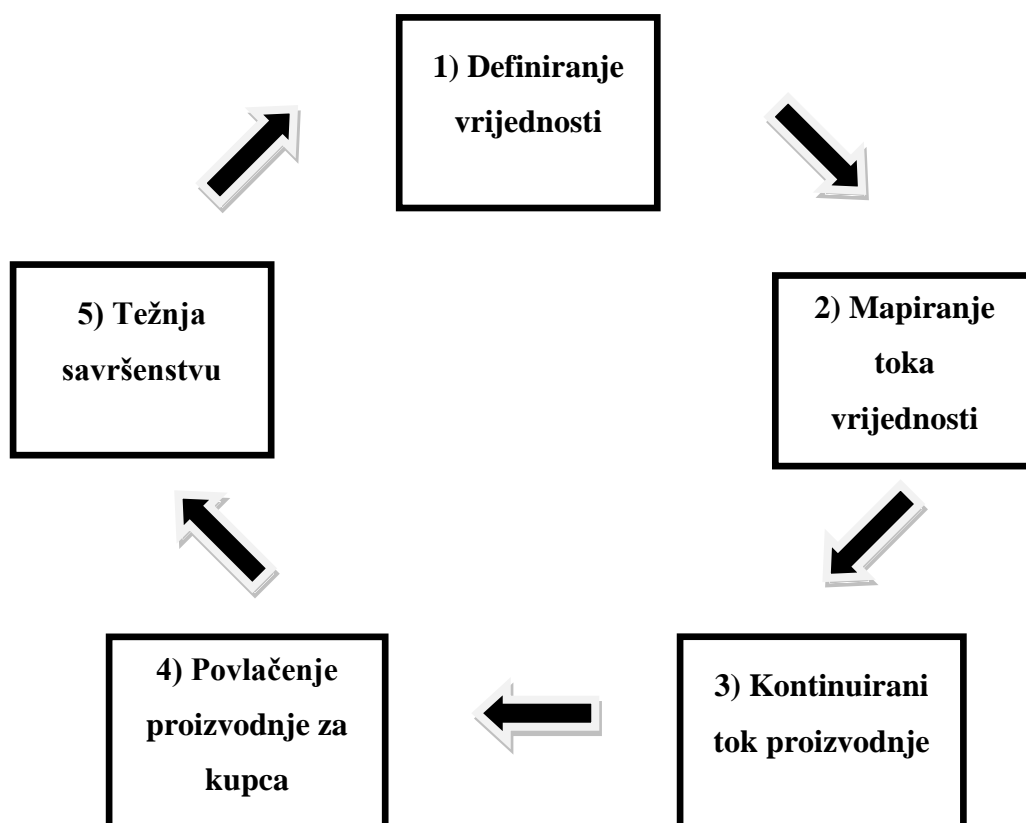 1) Definiranje
vrijednosti
2) Mapiranje
toka
vrijednosti
3) Kontinuirani
tok proizvodnje
4) Povlačenje
proizvodnje za
kupca
5) Težnja
savršenstvu